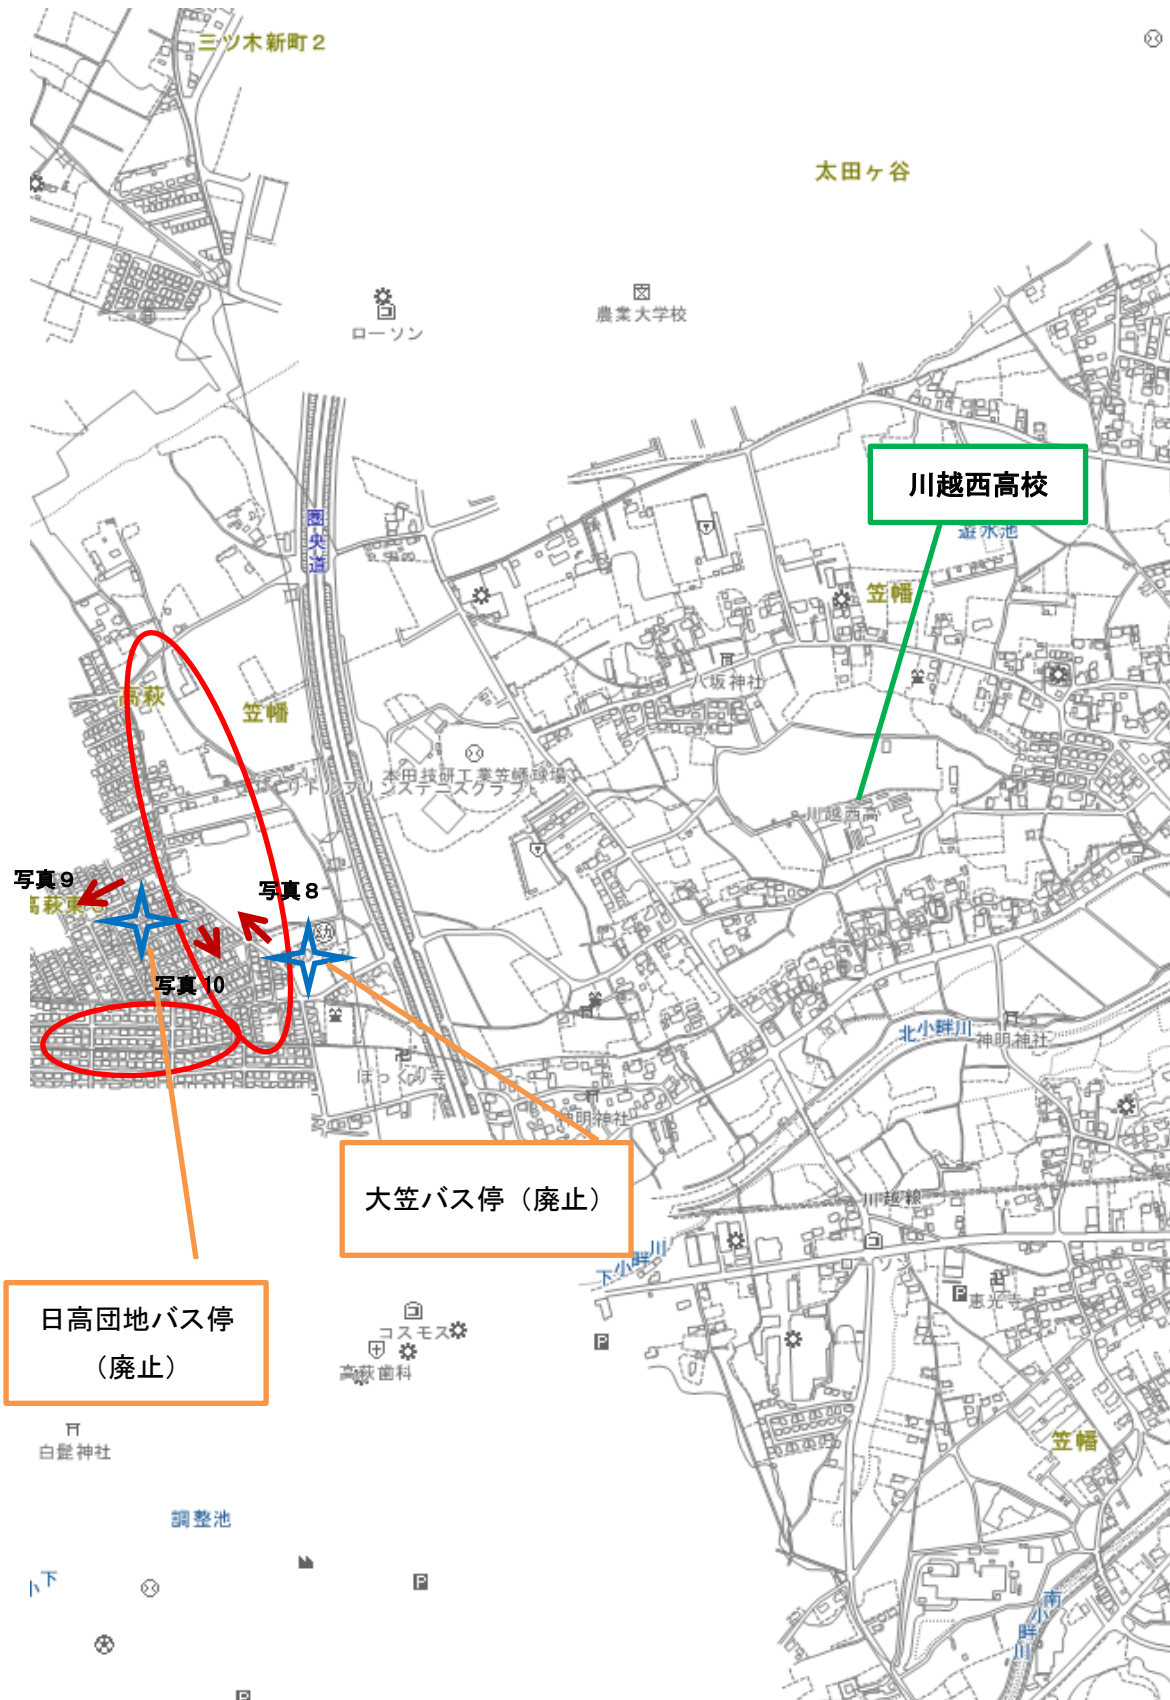 三ツ木新町2
太田ヶ谷
農業大学校
ローソン
川越西高校
遊水池
圏央道
笠幡
八坂神社
高萩
笠幡
本田技研工業笠幡球場
川越西高
写真9
写真8
高萩東3
写真10
北小畔川
神明神社
ほっくり寺
神明神社
大笠バス停（廃止）
川越線
下小畔川
恵光寺
日高団地バス停
（廃止）
コスモス
高萩歯科
笠幡
白髭神社
調整池
南小畔川